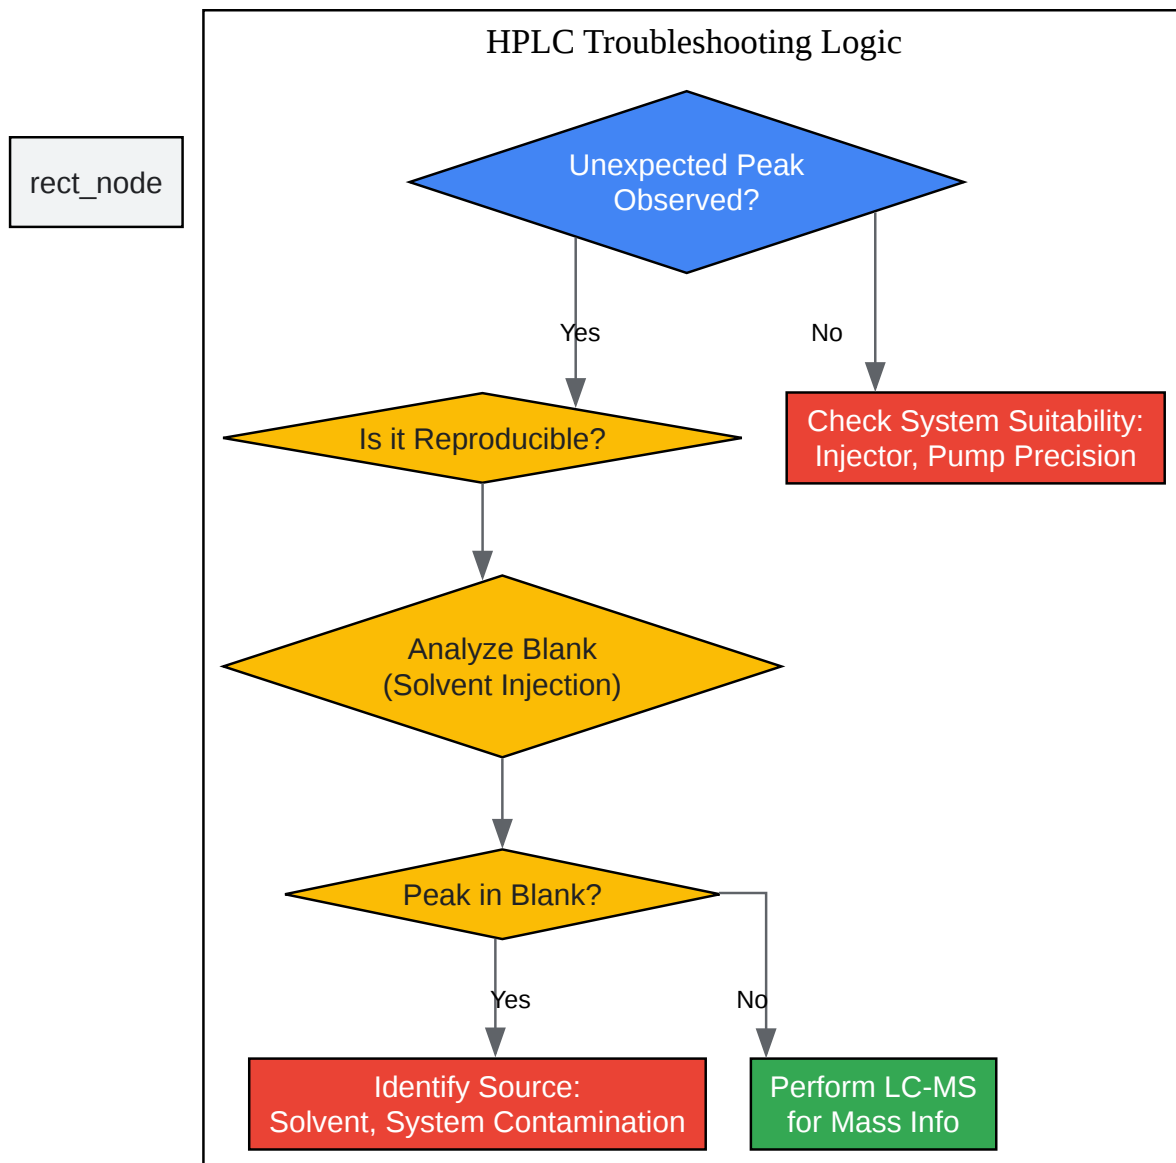 HPLC Troubleshooting Logic
rect_node
Unexpected Peak
Observed?
Yes
No
Is it Reproducible?
Check System Suitability:
Injector, Pump Precision
Analyze Blank
(Solvent Injection)
Peak in Blank?
Yes
No
Identify Source:
Solvent, System Contamination
Perform LC-MS
for Mass Info